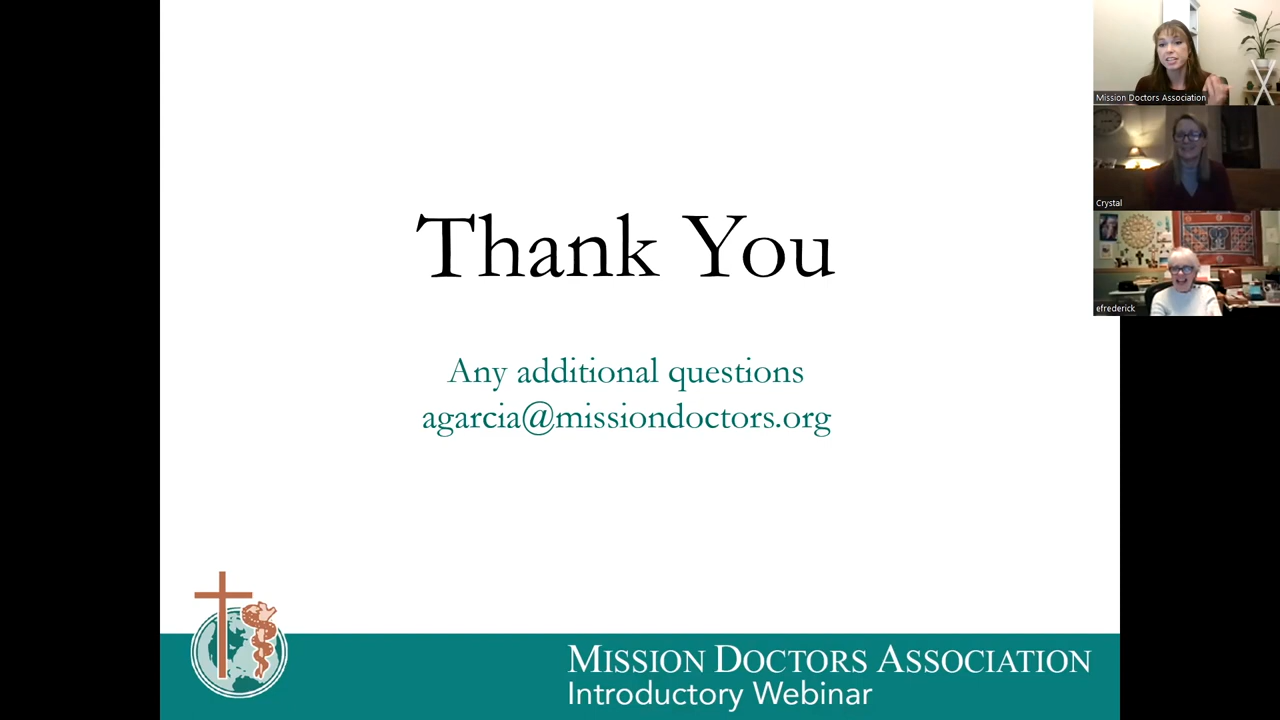 Thank You
Any additional questions
agarcia@missiondoctors.org
MISSION DOCTORS ASSOCIATION
Introductory Webinar
Mission Doctors Association
Crystal
efrederick